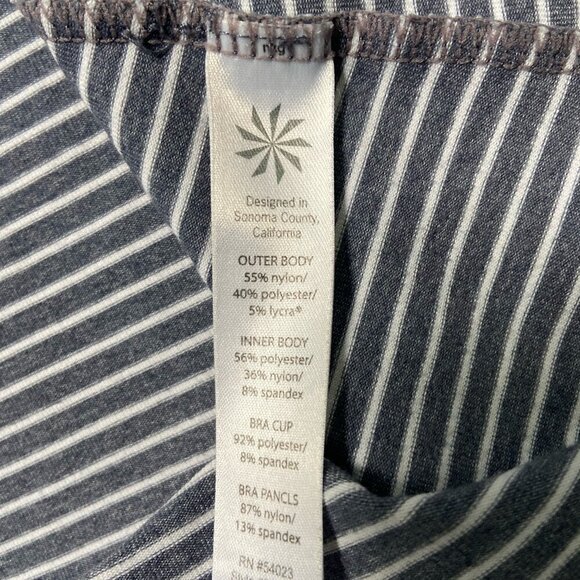 Designed in
Sonoma County,
California
OUTER BODY
55% nylon/
40% polyester/
5% lycra®
INNER BODY
56% polyester/
36% nylon/
8% spandex
BRA CUP
92% polyester/
8% spandex
BRA PANCLS
87% nylon/
13% spandex
RN #54023